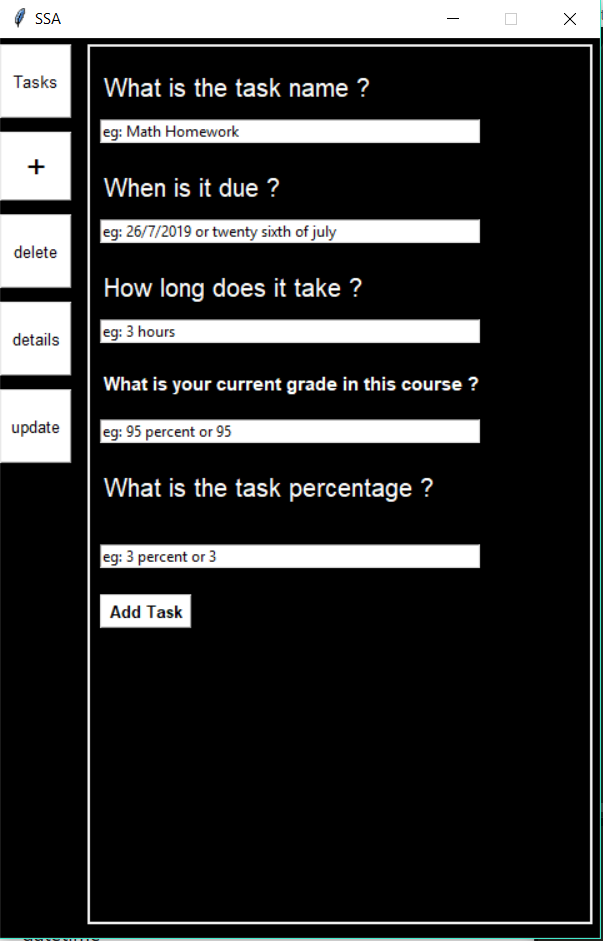 SSA
Tasks
+
delete
details
update
What is the task name ?
eg: Math Homework
When is it due ?
eg: 26/7/2019 or twenty sixth of july
How long does it take ?
eg: 3 hours
What is your current grade in this course ?
eg: 95 percent or 95
What is the task percentage ?
eg: 3 percent or 3
Add Task